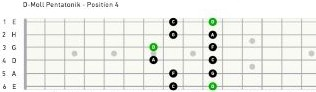 D-Moll Pentatonik - Position 4
1 E C D
2 H G A
3 G D F
4 D A C
5 A F G
6 E C D